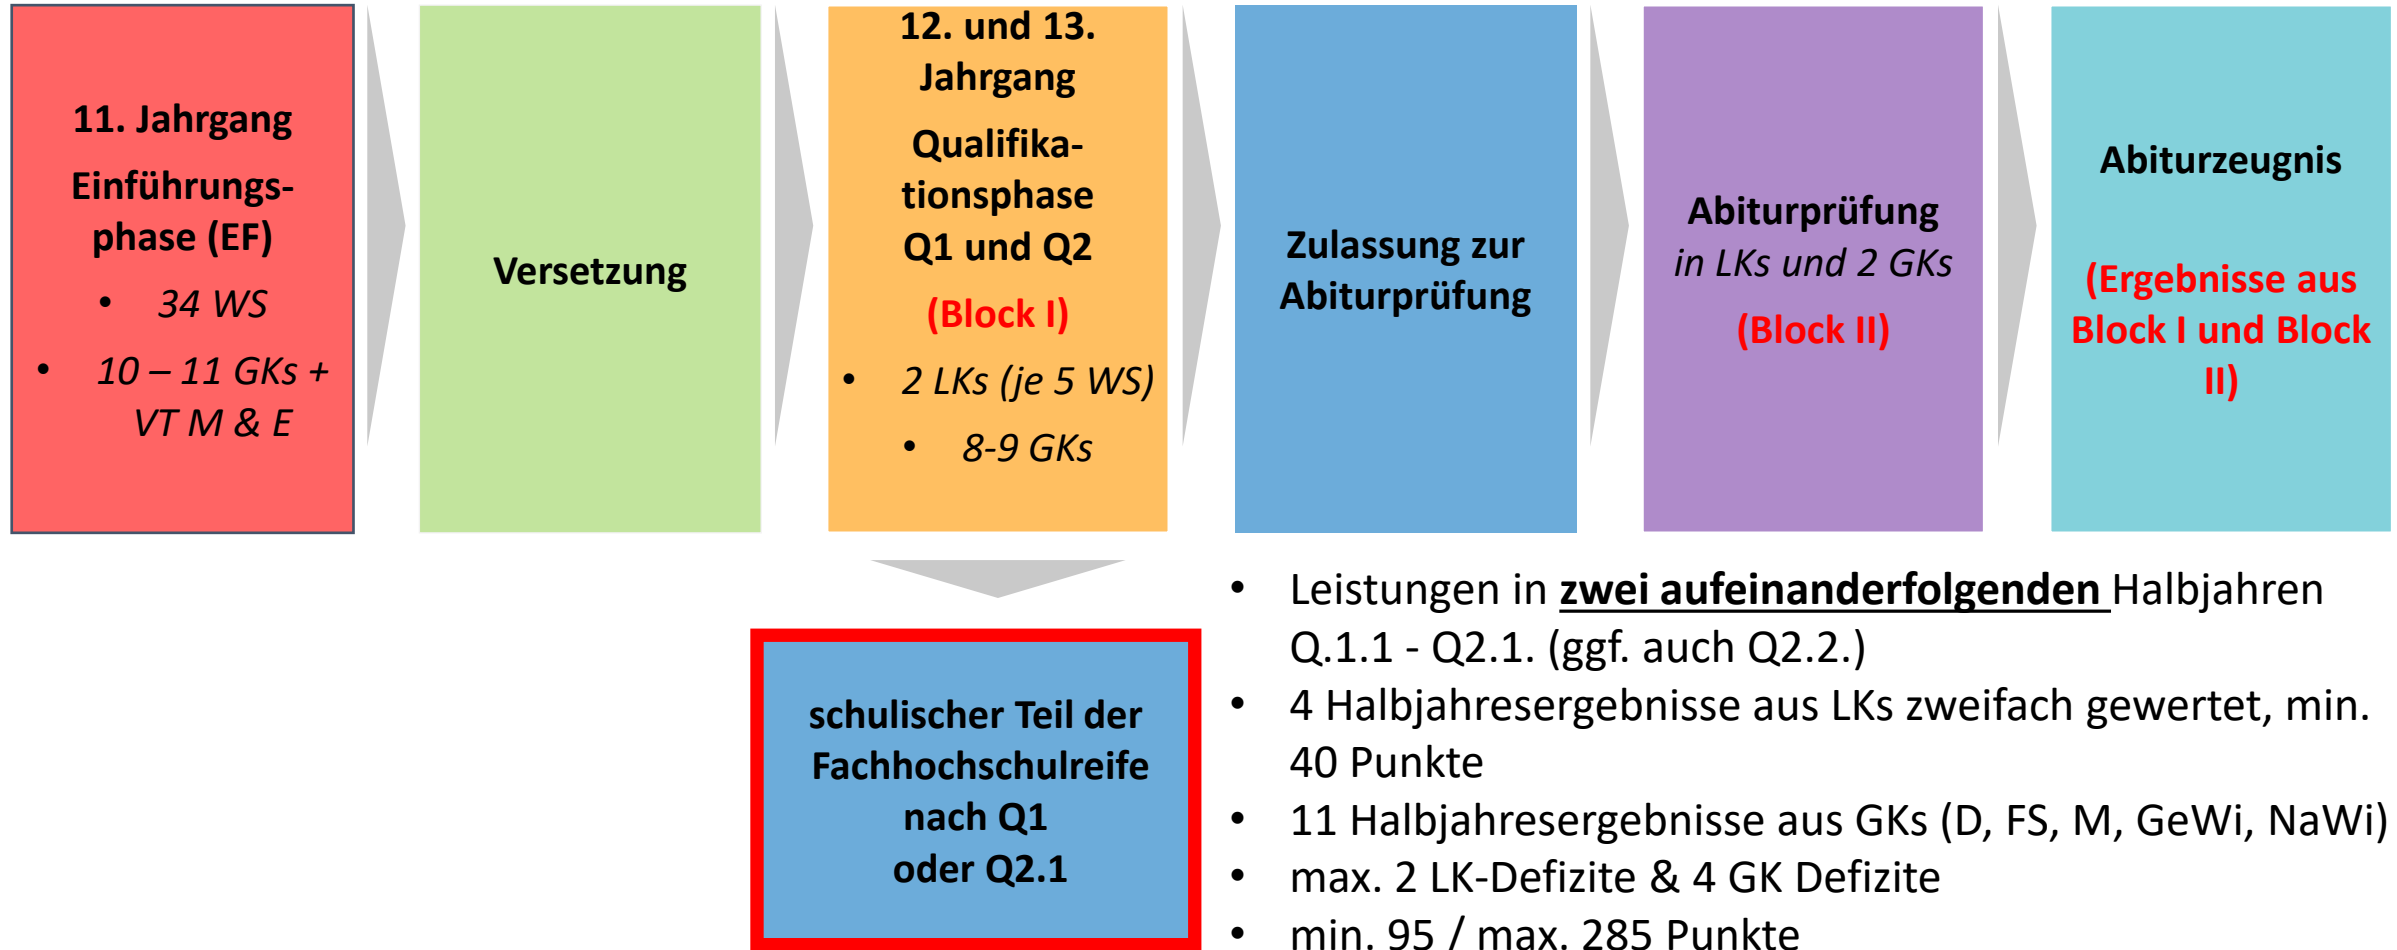 11. Jahrgang
Einführungs-
phase (EF)
• 34 WS
• 10 – 11 GKs +
VT M & E
Versetzung
12. und 13.
Jahrgang
Qualifika-
tionsphase
Q1 und Q2
(Block I)
• 2 LKs (je 5 WS)
• 8-9 GKs
Zulassung zur
Abiturprüfung
Abiturprüfung
in LKs und 2 GKs
(Block II)
Abiturzeugnis
(Ergebnisse aus
Block I und Block
II)
schulischer Teil der
Fachhochschulreife
nach Q1
oder Q2.1
• Leistungen in zwei aufeinanderfolgenden Halbjahren
Q.1.1 - Q2.1. (ggf. auch Q2.2.)
• 4 Halbjahresergebnisse aus LKs zweifach gewertet, min.
40 Punkte
• 11 Halbjahresergebnisse aus GKs (D, FS, M, GeWi, NaWi)
• max. 2 LK-Defizite & 4 GK Defizite
• min. 95 / max. 285 Punkte